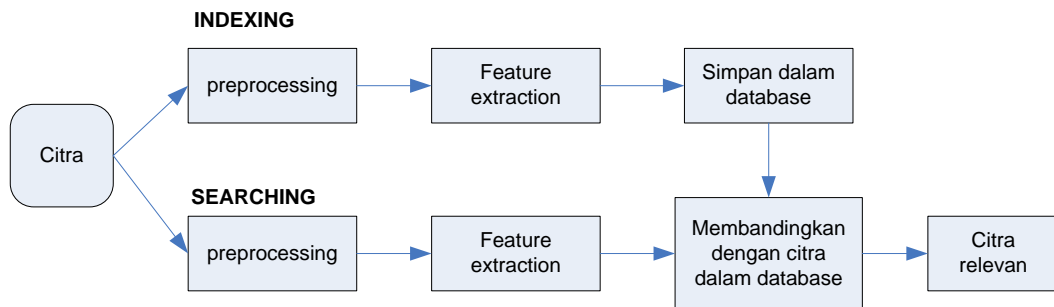 INDEXING
preprocessing
Feature
extraction
Simpan dalam
database
Citra
SEARCHING
preprocessing
Feature
extraction
Membandingkan
dengan citra
dalam database
Citra
relevan